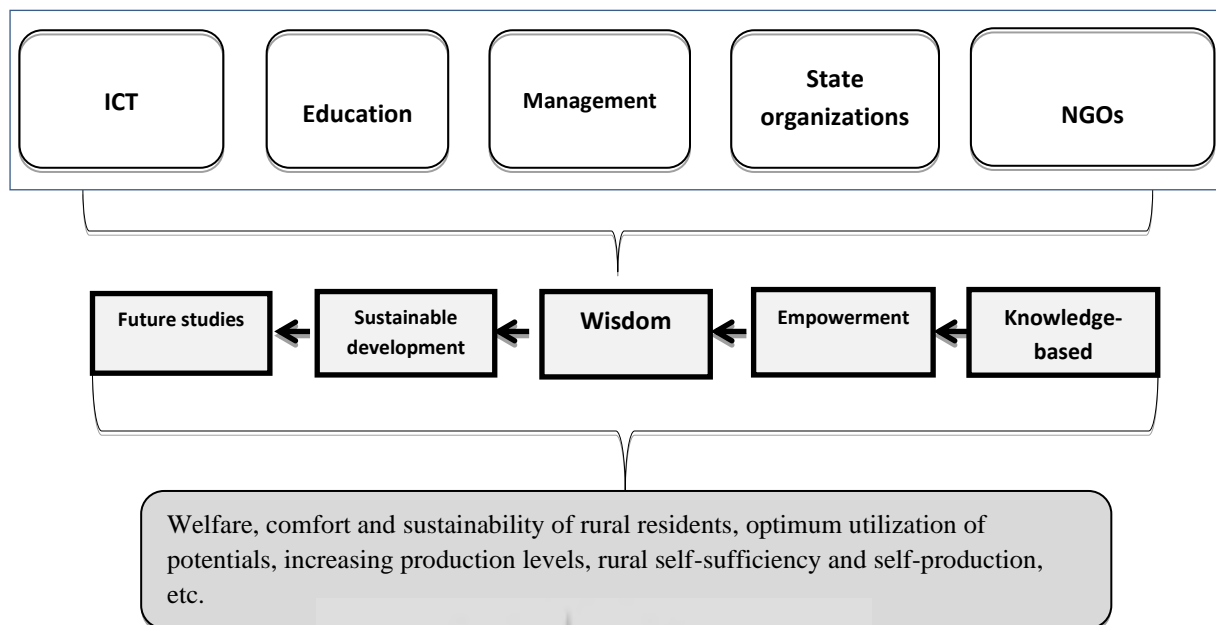 ICT
Education
Management
State
organizations
NGOs
Future studies
Sustainable
development
Wisdom
Empowerment
Knowledge-
based
Welfare, comfort and sustainability of rural residents, optimum utilization of
potentials, increasing production levels, rural self-sufficiency and self-production,
etc.